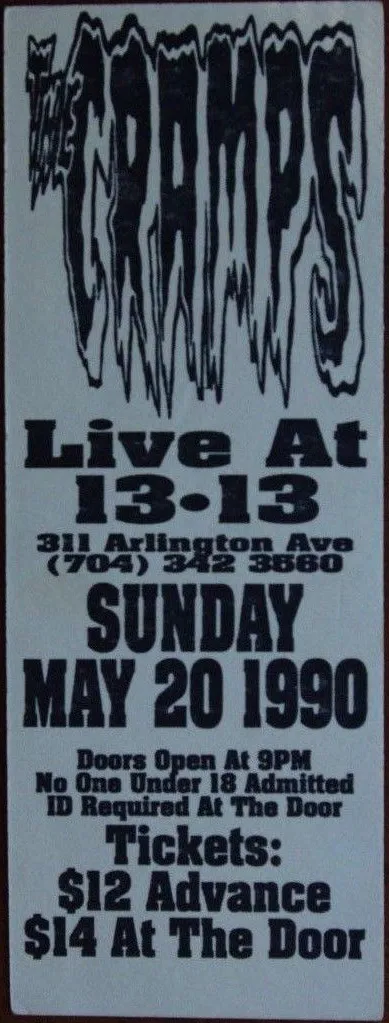 THE CRAMPS
Live At
13•13
311 Arlington Ave
(704) 342 3560
SUNDAY
MAY 20 1990
Doors Open At 9PM
No One Under 18 Admitted
ID Required At The Door
Tickets:
$12 Advance
$14 At The Door